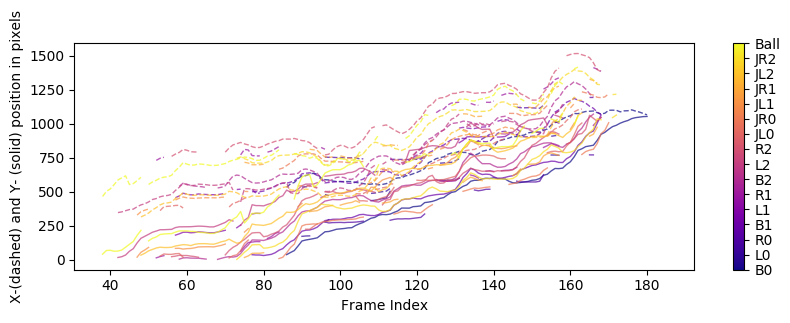 X-(dashed) and Y- (solid) position in pixels
1500
1250
1000
750
500
250
0
40
60
80
100
120
140
160
180
Frame Index
Ball
JR2
JL2
JR1
JL1
JR0
JL0
R2
L2
B2
R1
L1
B1
R0
L0
B0